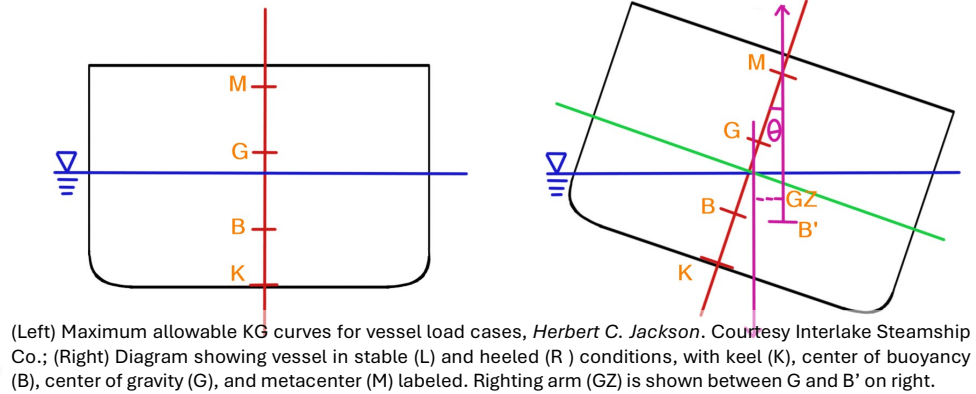 M
G
B
K
M
G
θ
GZ
B
B'
K
(Left) Maximum allowable KG curves for vessel load cases, Herbert C. Jackson. Courtesy Interlake Steamship
Co.; (Right) Diagram showing vessel in stable (L) and heeled (R ) conditions, with keel (K), center of buoyancy
(B), center of gravity (G), and metacenter (M) labeled. Righting arm (GZ) is shown between G and B’ on right.